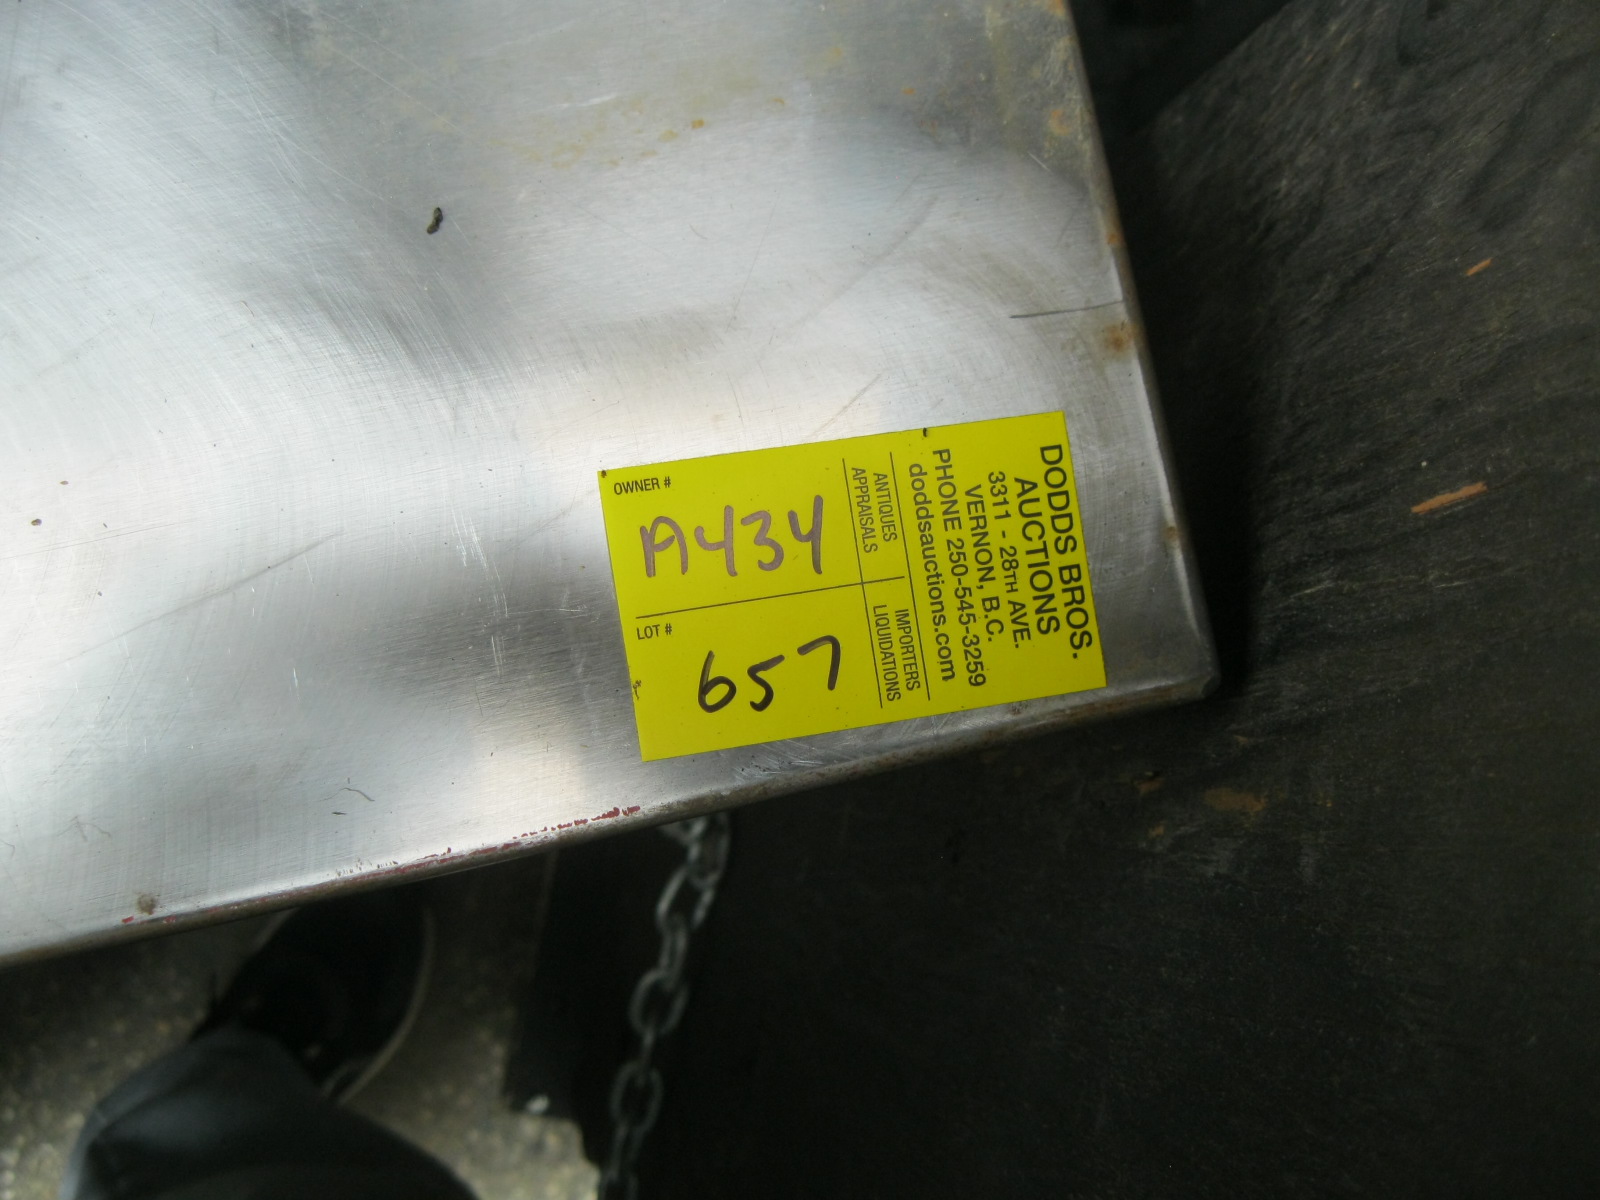 DODDS BROS.
AUCTIONS
3311 - 28TH AVE.
VERNON, B.C.
PHONE 250-545-3259
doddsauctions.com
ANTIQUES
APPRAISALS
IMPORTERS
LIQUIDATIONS
OWNER #
A434
LOT #
657